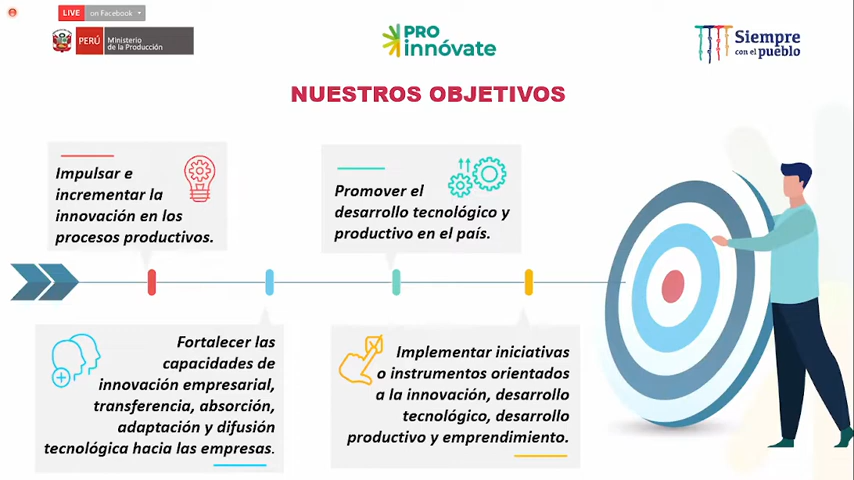 LIVE on Facebook
PERÚ
Ministerio
de la Producción
PRO
innóvate
Siempre
con el pueblo
NUESTROS OBJETIVOS
Impulsar e
incrementar la
innovación en los
procesos productivos.
Promover el
desarrollo tecnológico y
productivo en el país.
Fortalecer las
capacidades de
innovación empresarial,
transferencia, absorción,
adaptación y difusión
tecnológica hacia las empresas.
Implementar iniciativas
o instrumentos orientados
a la innovación, desarrollo
tecnológico, desarrollo
productivo y emprendimiento.